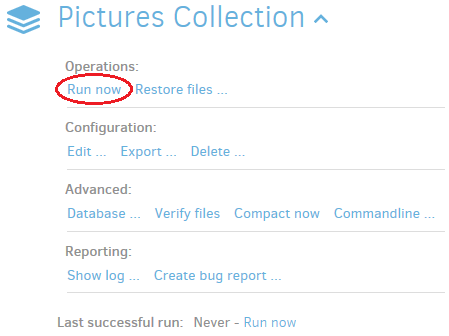 Pictures Collection
Operations:
Run now Restore files ...
Configuration:
Edit ... Export ... Delete ...
Advanced:
Database ... Verify files Compact now Commandline ...
Reporting:
Show log ... Create bug report ...
Last successful run: Never - Run now